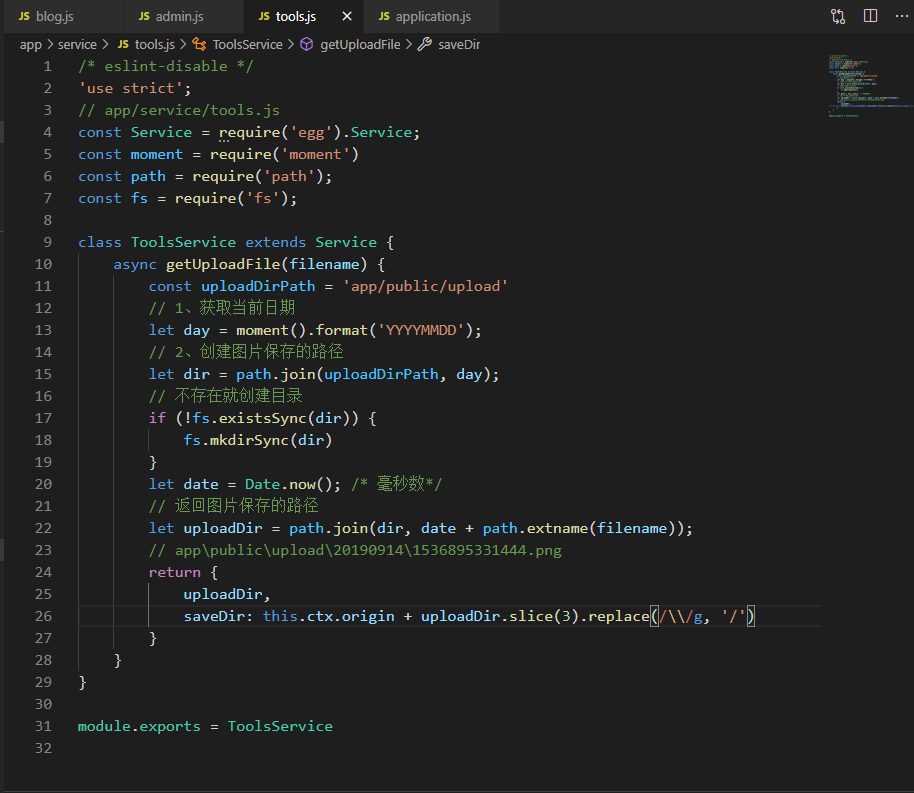 JS blog.js JS admin.js JS tools.js JS application.js
app > service > JS tools.js > ToolsService > getUploadFile > saveDir
1 /* eslint-disable */
2 'use strict';
3 // app/service/tools.js
4 const Service = require('egg').Service;
5 const moment = require('moment')
6 const path = require('path');
7 const fs = require('fs');
8
9 class ToolsService extends Service {
10 async getUploadFile(filename) {
11 const uploadDirPath = 'app/public/upload'
12 // 1、获取当前日期
13 let day = moment().format('YYYYMMDD');
14 // 2、创建图片保存的路径
15 let dir = path.join(uploadDirPath, day);
16 // 不存在就创建目录
17 if (!fs.existsSync(dir)) {
18 fs.mkdirSync(dir)
19 }
20 let date = Date.now(); /* 毫秒数*/
21 // 返回图片保存的路径
22 let uploadDir = path.join(dir, date + path.extname(filename));
23 // app\public\upload\20190914\1536895331444.png
24 return {
25 uploadDir,
26 saveDir: this.ctx.origin + uploadDir.slice(3).replace(/\\/g, '/')
27 }
28 }
29 }
30
31 module.exports = ToolsService
32